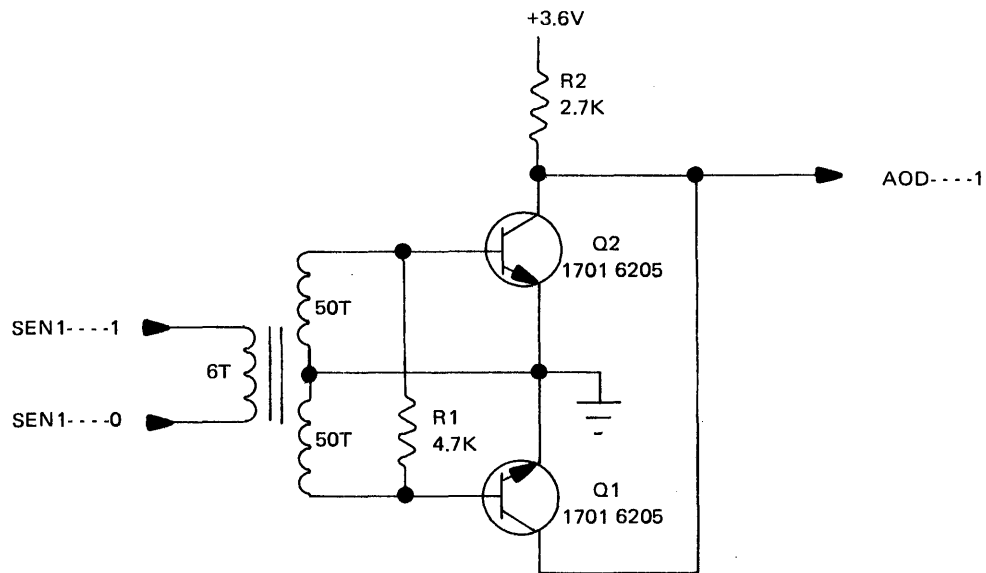 +3.6V
R2
2.7K
AOD----1
Q2
1701 6205
50T
SEN1----1
6T
SEN1----0
50T
R1
4.7K
Q1
1701 6205